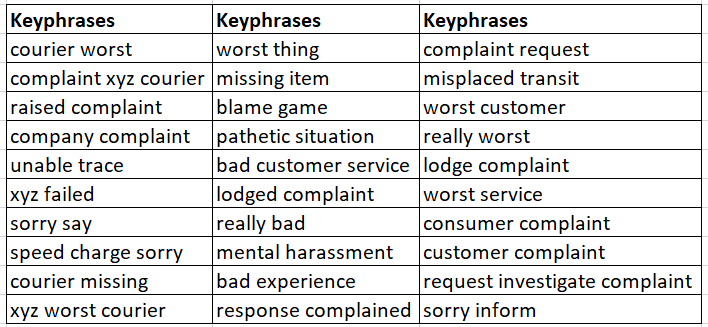 Keyphrases Keyphrases Keyphrases
courier worst worst thing complaint request
complaint xyz courier missing item misplaced transit
raised complaint blame game worst customer
company complaint pathetic situation really worst
unable trace bad customer service lodge complaint
xyz failed lodged complaint worst service
sorry say really bad consumer complaint
speed charge sorry mental harassment customer complaint
courier missing bad experience request investigate complaint
xyz worst courier response complained sorry inform